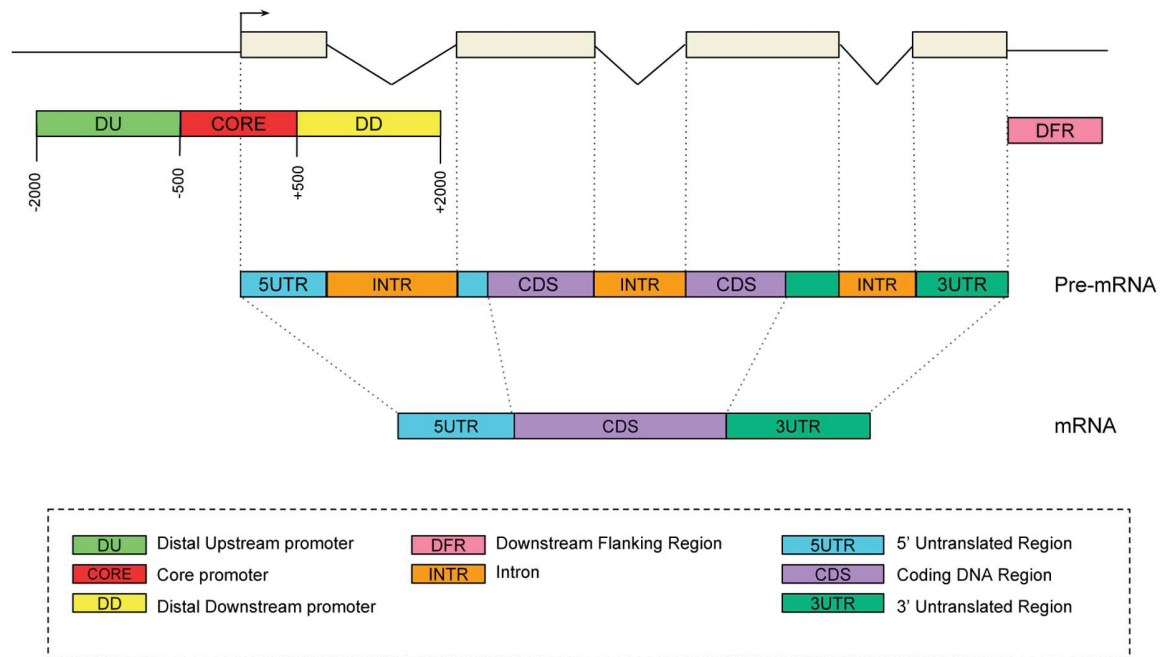 DU CORE DD
DFR
-2000 -500 +500 +2000
5UTR INTR CDS INTR CDS INTR 3UTR Pre-mRNA
5UTR CDS 3UTR mRNA
DU Distal Upstream promoter
CORE Core promoter
DD Distal Downstream promoter
DFR Downstream Flanking Region
INTR Intron
5UTR 5' Untranslated Region
CDS Coding DNA Region
3UTR 3' Untranslated Region